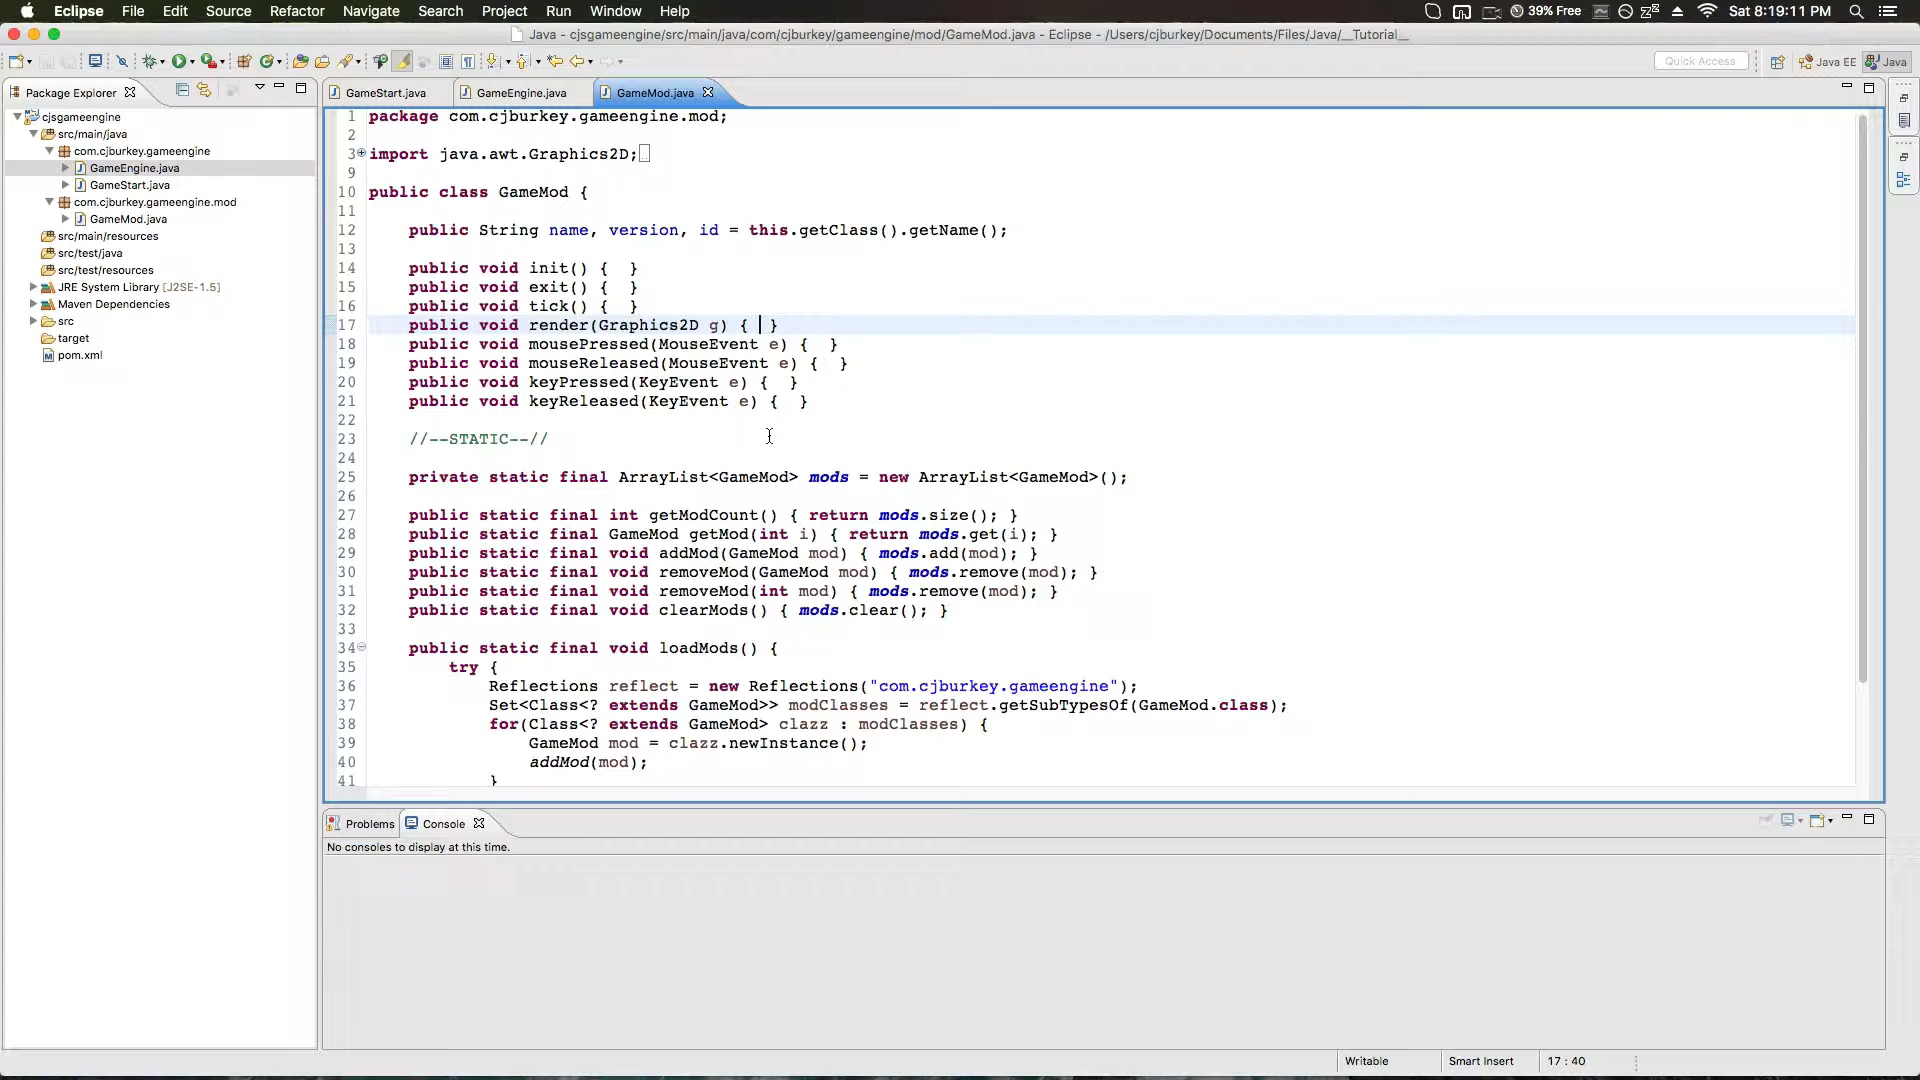 Eclipse File Edit Source Refactor Navigate Search Project Run Window Help 39% Free Sat 8:19:11 PM
Java - cjsgameengine/src/main/java/com/cjburkey/gameengine/mod/GameMod.java - Eclipse - /Users/cjburkey/Documents/Files/Java/__Tutorial__
Quick Access Java EE Java
Package Explorer
cjsgameengine
src/main/java
com.cjburkey.gameengine
GameEngine.java
GameStart.java
com.cjburkey.gameengine.mod
GameMod.java
src/main/resources
src/test/java
src/test/resources
JRE System Library [J2SE-1.5]
Maven Dependencies
src
target
pom.xml
GameStart.java GameEngine.java GameMod.java
1 package com.cjburkey.gameengine.mod;
2
3 import java.awt.Graphics2D;
9
10 public class GameMod {
11
12 public String name, version, id = this.getClass().getName();
13
14 public void init() { }
15 public void exit() { }
16 public void tick() { }
17 public void render(Graphics2D g) { }
18 public void mousePressed(MouseEvent e) { }
19 public void mouseReleased(MouseEvent e) { }
20 public void keyPressed(KeyEvent e) { }
21 public void keyReleased(KeyEvent e) { }
22
23 //--STATIC--//
24
25 private static final ArrayList<GameMod> mods = new ArrayList<GameMod>();
26
27 public static final int getModCount() { return mods.size(); }
28 public static final GameMod getMod(int i) { return mods.get(i); }
29 public static final void addMod(GameMod mod) { mods.add(mod); }
30 public static final void removeMod(GameMod mod) { mods.remove(mod); }
31 public static final void removeMod(int mod) { mods.remove(mod); }
32 public static final void clearMods() { mods.clear(); }
33
34 public static final void loadMods() {
35 try {
36 Reflections reflect = new Reflections("com.cjburkey.gameengine");
37 Set<Class<? extends GameMod>> modClasses = reflect.getSubTypesOf(GameMod.class);
38 for(Class<? extends GameMod> clazz : modClasses) {
39 GameMod mod = clazz.newInstance();
40 addMod(mod);
41 }
Problems Console
No consoles to display at this time.
Writable Smart Insert 17 : 40